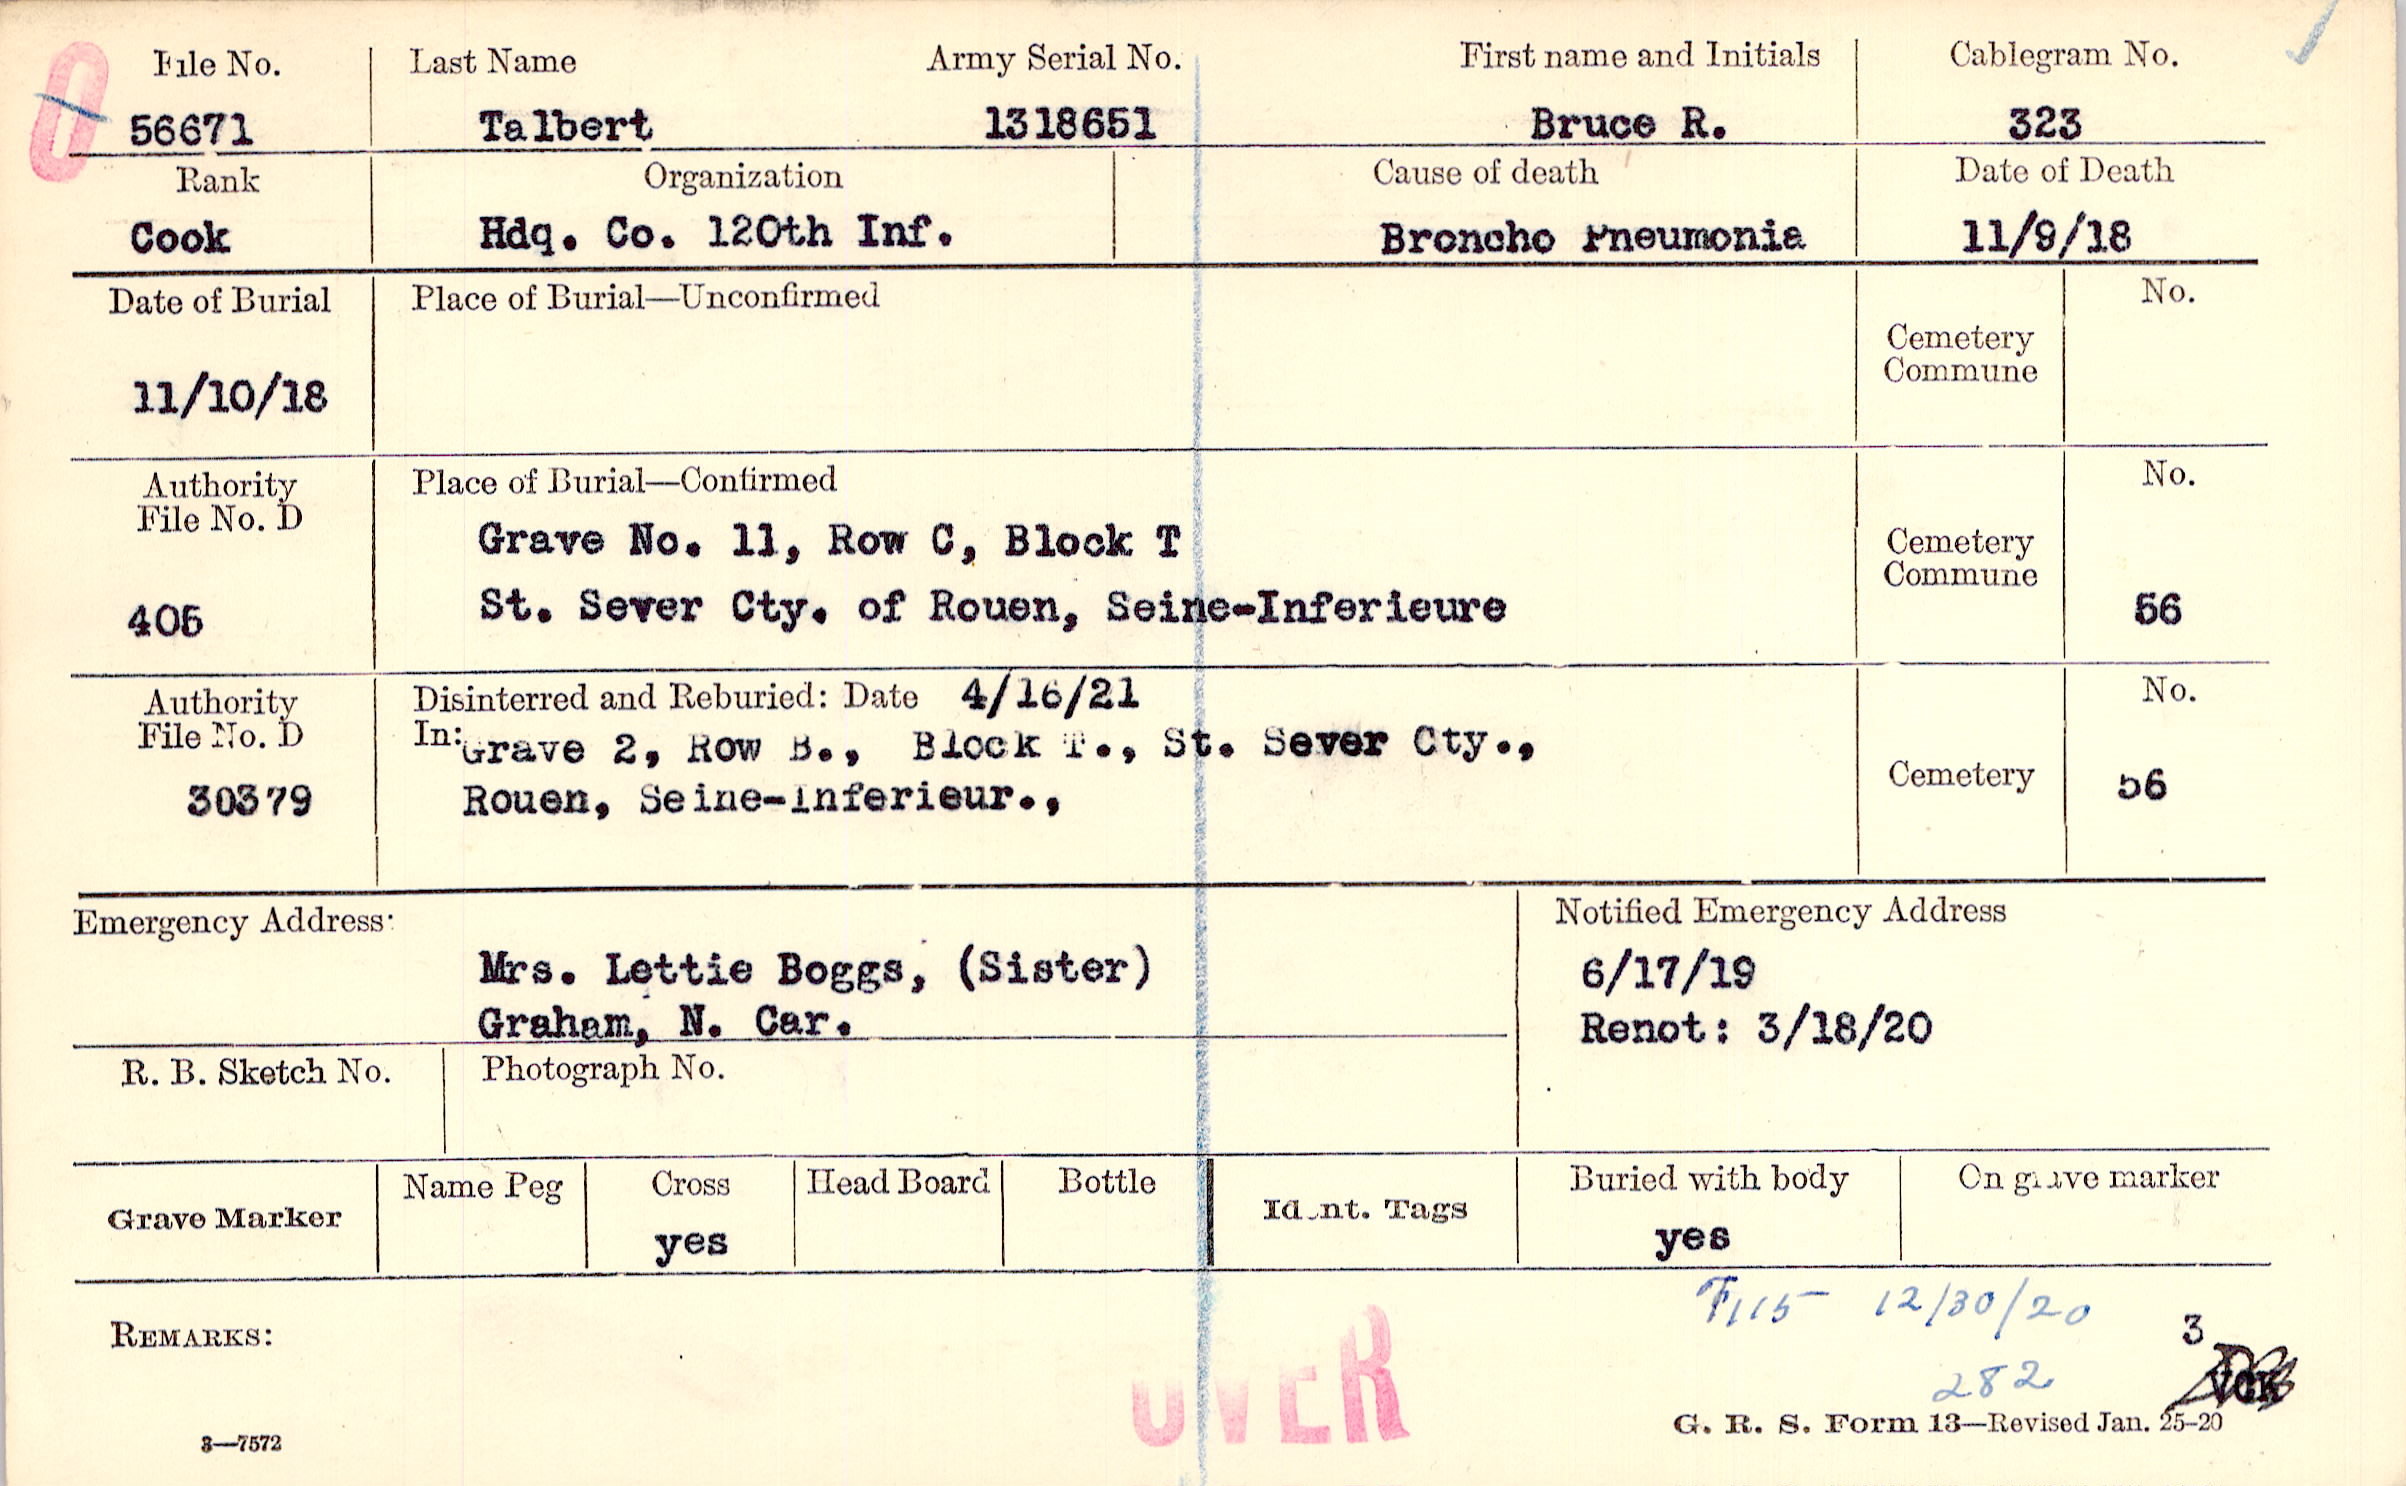 O
File No. Last Name Army Serial No. First name and Initials Cablegram No.
56671 Talbert 1318651 Bruce R. 323
Rank Organization Cause of death Date of Death
Cook Hdq. Co. 120th Inf. Broncho Pneumonia 11/9/18
Date of Burial Place of Burial—Unconfirmed No.
Cemetery
Commune
11/10/18
Authority Place of Burial—Confirmed No.
File No. D
Grave No. 11, Row C, Block T Cemetery
Commune
405 St. Sever Cty. of Rouen, Seine-Inferieure 56
Authority Disinterred and Reburied: Date 4/16/21 No.
File No. D In: Grave 2, Row B., Block T., St. Sever Cty.,
30379 Rouen, Seine-Inferieur., Cemetery 56
Emergency Address: Notified Emergency Address
Mrs. Lettie Boggs, (Sister) 6/17/19
Graham, N. Car. Renot: 3/18/20
R. B. Sketch No. Photograph No.
Grave Marker Name Peg Cross Head Board Bottle Ident. Tags Buried with body On grave marker
yes yes
F115 12/30/20
REMARKS: 3
282
OVER
G. R. S. Form 13—Revised Jan. 25-20
3—7572